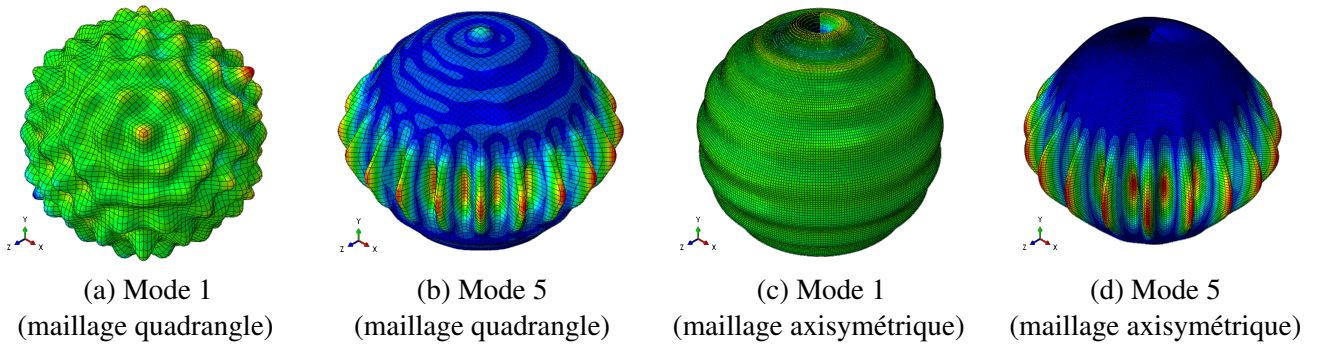 Y
Z
X
Y
Z
X
Y
Z
X
Y
Z
X
(a) Mode 1
(maillage quadrangle)
(b) Mode 5
(maillage quadrangle)
(c) Mode 1
(maillage axisymétrique)
(d) Mode 5
(maillage axisymétrique)